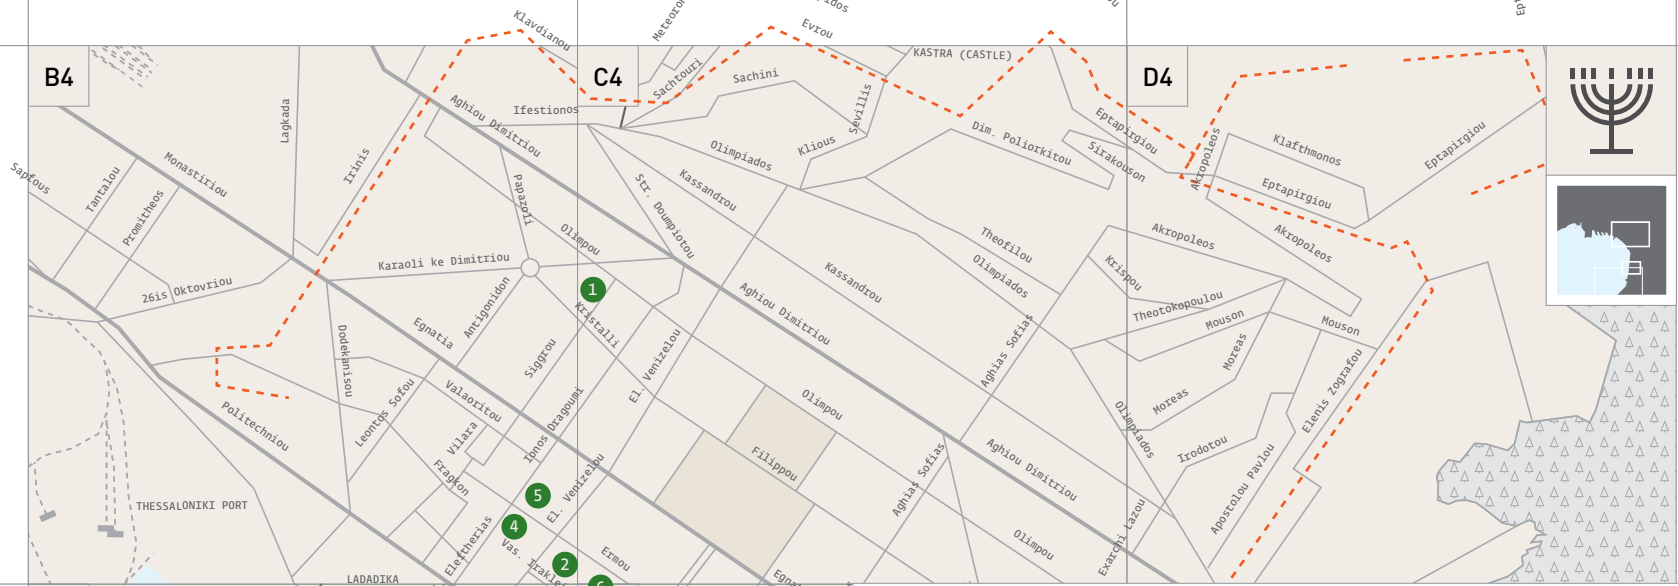 Klavdianou
Meteoron
Evrou
KASTRA (CASTLE)
B4
C4
D4
Sachtouri
Sachini
Sevillis
Lagkada
Aghiou Dimitriou
Ifestionos
Klious
Olimpiados
Dim. Poliorkitou
Eptapirgiou
Sirakouson
Akropoleos
Klafthmonos
Eptapirgiou
Eptapirgiou
Sapfous
Tantalou
Monastiriou
Promitheos
Irinis
Papazoli
Str. Doumpiotou
Kassandrou
Olimpou
Karaoli ke Dimitriou
26is Oktovriou
Antigonidon
Egnatia
Dodekanisou
1
Kristalli
Siggrou
El. Venizelou
Kassandrou
Aghiou Dimitriou
Theofilou
Olimpiados
Akropoleos
Akropoleos
Krispou
Theotokopoulou
Mouson
Mouson
Moreas
Moreas
Aghias Sofias
Elenis Zografou
Leontos Sofou
Valaoritou
Ionos Dragoumi
Vilara
Fragkon
Politechniou
Olimpou
Filippou
Olimpiados
Irodotou
Apostolou Pavlou
Aghiou Dimitriou
Aghias Sofias
El. Venizelou
5
4
2
THESSALONIKI PORT
Eleftherias
Ermou
Olimpou
Exarchi Lazou
LADADIKA